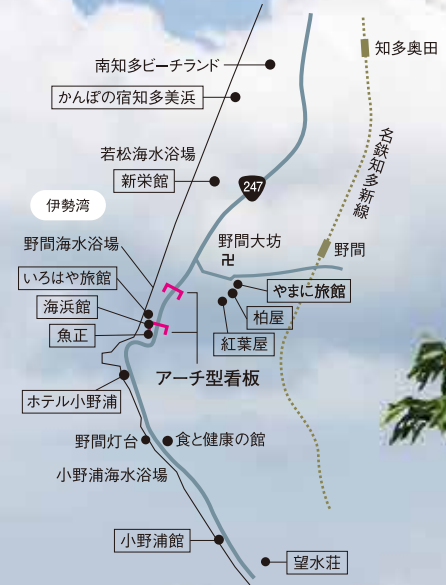 知多奥田
南知多ビーチランド
かんぽの宿知多美浜
名鉄知多新線
若松海水浴場
新栄館
247
伊勢湾
野間海水浴場
野間大坊
卍
野間
いろはや旅館
やまに旅館
海浜館
柏屋
魚正
紅葉屋
アーチ型看板
ホテル小野浦
野間灯台
食と健康の館
小野浦海水浴場
小野浦館
望水荘